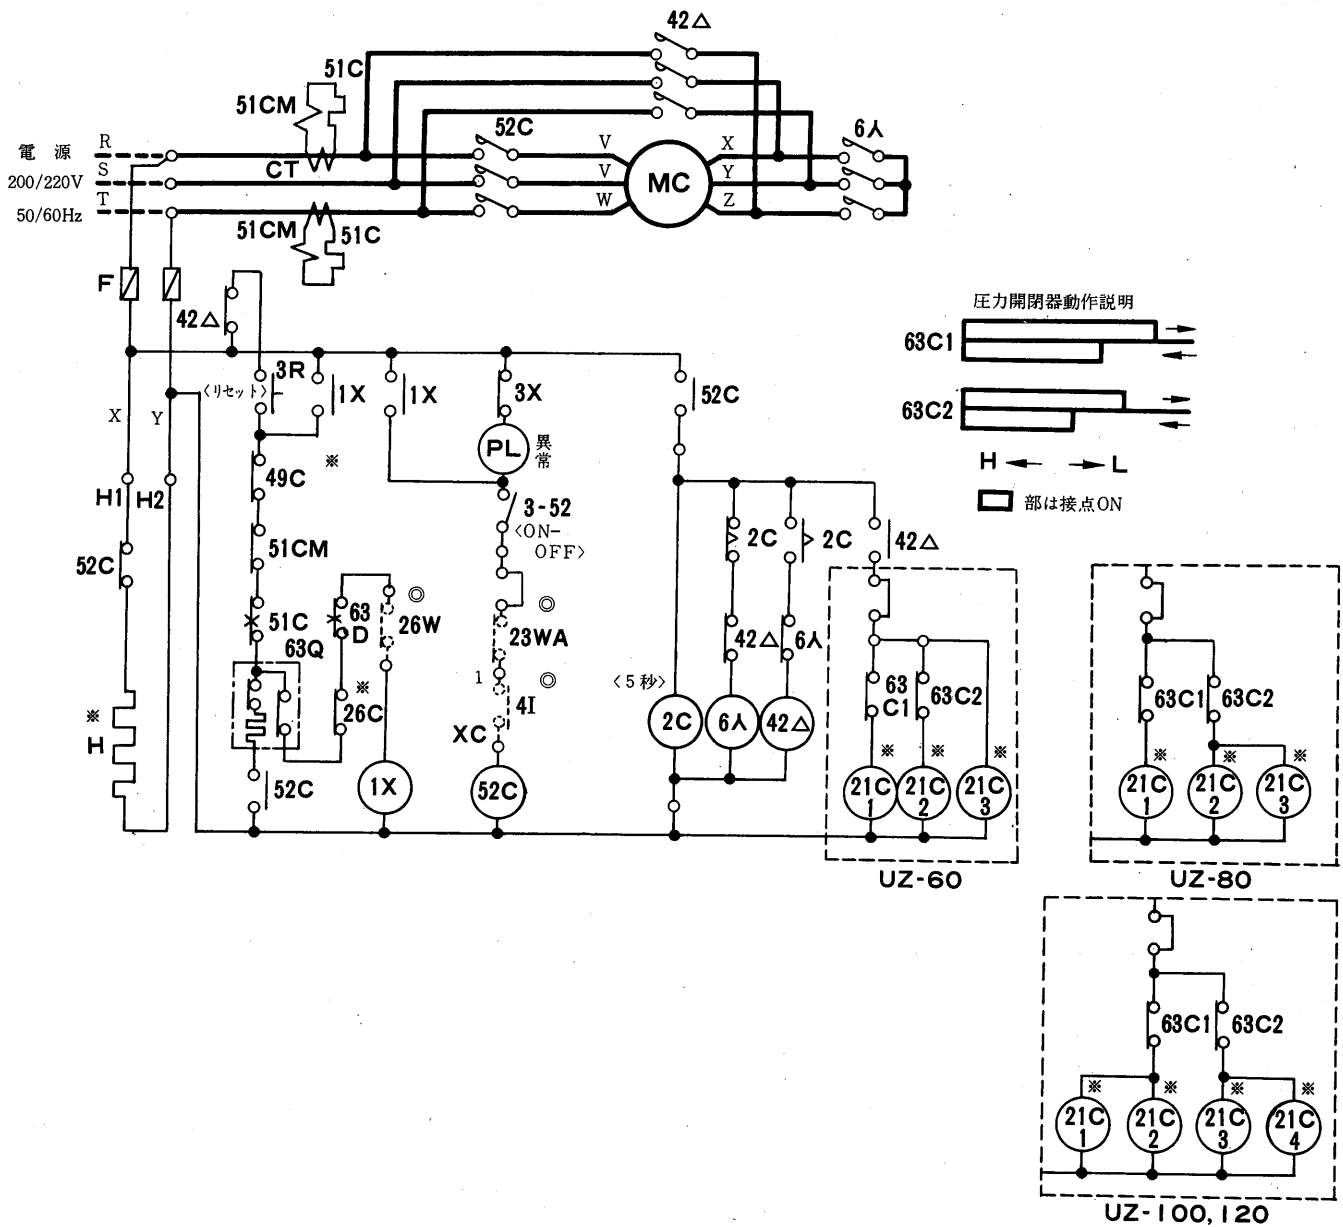 42△
51C
51CM
52C
6人
R
電源
S
200/220V
T
50/60Hz
CT
V
V
W
MC
X
Y
Z
51CM
51C
F
42△
圧力開閉器動作説明
63C1
63C2
H
L
部は接点ON
3R
〈リセット〉
1X
1X
3X
PL
異常
52C
X
Y
H1
H2
※
49C
51CM
51C
63Q
3-52
〈ON-
OFF〉
2C
2C
42△
52C
63
D
◎
26W
◎
23WA
1
◎
4I
XC
42△
6人
〈5秒〉
※
26C
※
H
52C
1X
52C
2C
6人
42△
63
C1
63C2
※
※
※
21C
1
21C
2
21C
3
UZ-60
63C1
63C2
※
※
※
21C
1
21C
2
21C
3
UZ-80
63C1
63C2
※
※
※
※
21C
1
21C
2
21C
3
21C
4
UZ-100,120